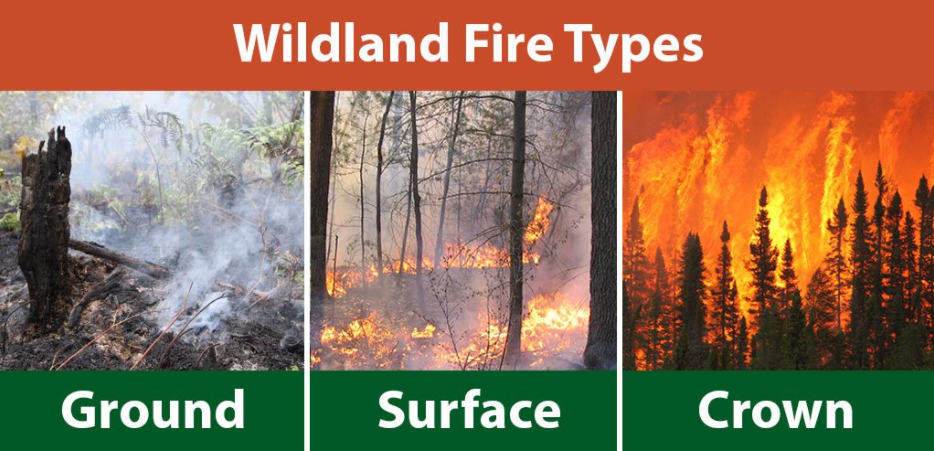 Wildland Fire Types
Ground
Surface
Crown